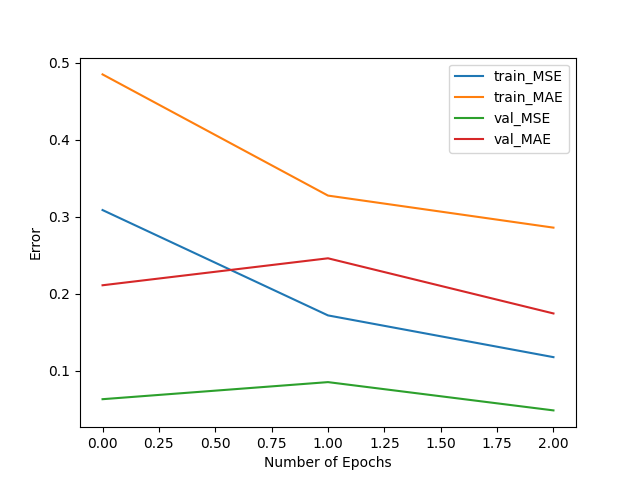 0.5
0.4
0.3
0.2
0.1
Error
train_MSE
train_MAE
val_MSE
val_MAE
0.00 0.25 0.50 0.75 1.00 1.25 1.50 1.75 2.00
Number of Epochs